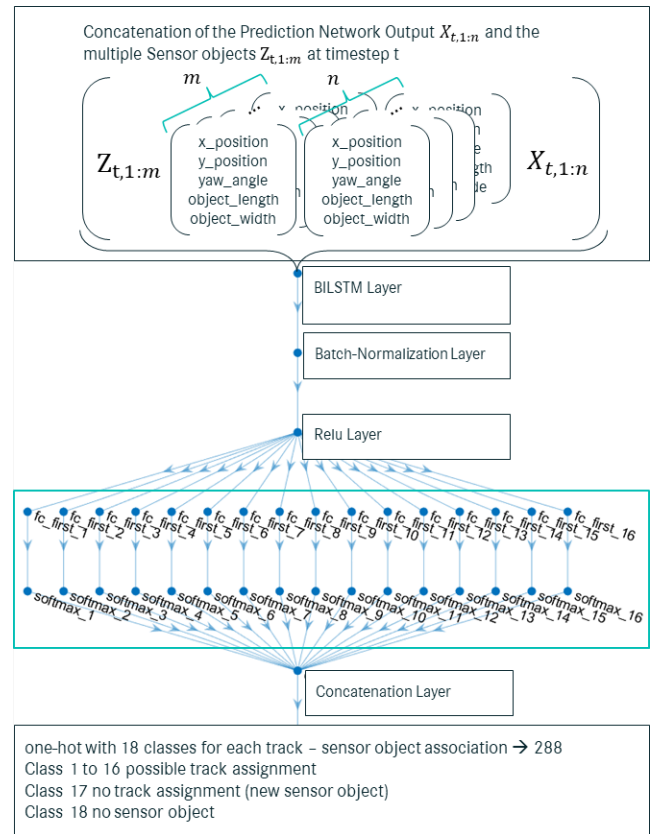 Concatenation of the Prediction Network Output X_{t,1:n} and the
multiple Sensor objects Z_{t,1:m} at timestep t
m
n
... x_position
... x_position
Z_{t,1:m}
x_position
y_position
yaw_angle
object_length
object_width
x_position
y_position
yaw_angle
object_length
object_width
X_{t,1:n}
BILSTM Layer
Batch-Normalization Layer
Relu Layer
fc_first_1 fc_first_2 fc_first_3 fc_first_4 fc_first_5 fc_first_6 fc_first_7 fc_first_8 fc_first_9 fc_first_10 fc_first_11 fc_first_12 fc_first_13 fc_first_14 fc_first_15 fc_first_16
softmax_1 softmax_2 softmax_3 softmax_4 softmax_5 softmax_6 softmax_7 softmax_8 softmax_9 softmax_10 softmax_11 softmax_12 softmax_13 softmax_14 softmax_15 softmax_16
Concatenation Layer
one-hot with 18 classes for each track – sensor object association → 288
Class 1 to 16 possible track assignment
Class 17 no track assignment (new sensor object)
Class 18 no sensor object